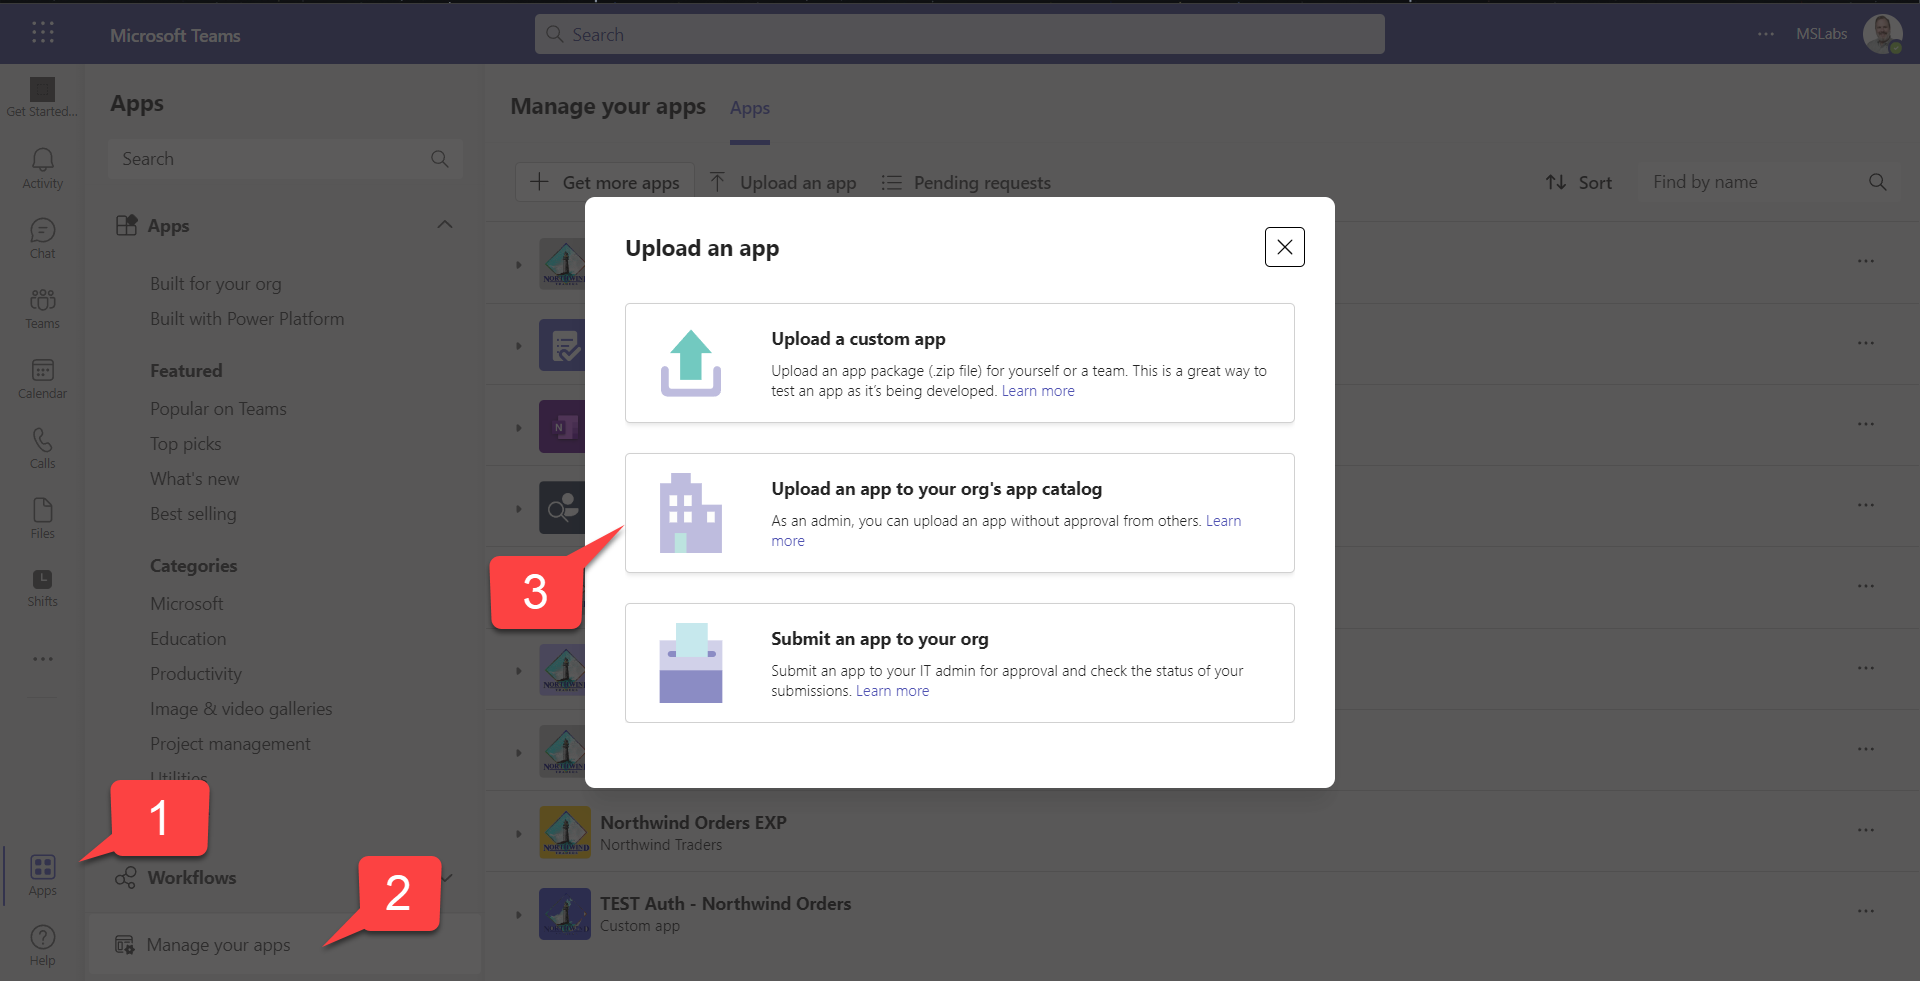 Microsoft Teams
Search
MSLabs
Get Started...
Activity
Chat
Teams
Calendar
Calls
Files
Shifts
Apps
Help
Apps
Search
Apps
Built for your org
Built with Power Platform
Featured
Popular on Teams
Top picks
What's new
Best selling
Categories
Microsoft
Education
Productivity
Image & video galleries
Project management
Utilities
Workflows
Manage your apps
1
2
3
Manage your apps
Apps
Get more apps
Upload an app
Pending requests
Sort
Find by name
Upload an app
Upload a custom app
Upload an app package (.zip file) for yourself or a team. This is a great way to
test an app as it's being developed. Learn more
Upload an app to your org's app catalog
As an admin, you can upload an app without approval from others. Learn
more
Submit an app to your org
Submit an app to your IT admin for approval and check the status of your
submissions. Learn more
Northwind Orders EXP
Northwind Traders
TEST Auth - Northwind Orders
Custom app